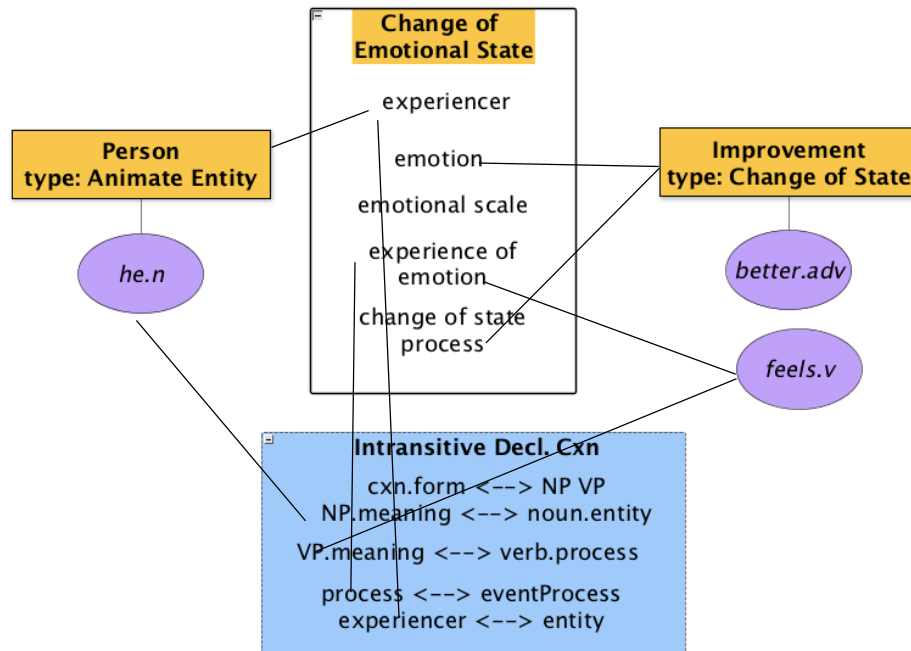 Change of
Emotional State
experiencer
Person
type: Animate Entity
emotion
Improvement
type: Change of State
emotional scale
experience of
emotion
he.n
better.adv
change of state
process
feels.v
Intransitive Decl. Cxn
cxn.form <--> NP VP
NP.meaning <--> noun.entity
VP.meaning <--> verb.process
process <--> eventProcess
experiencer <--> entity